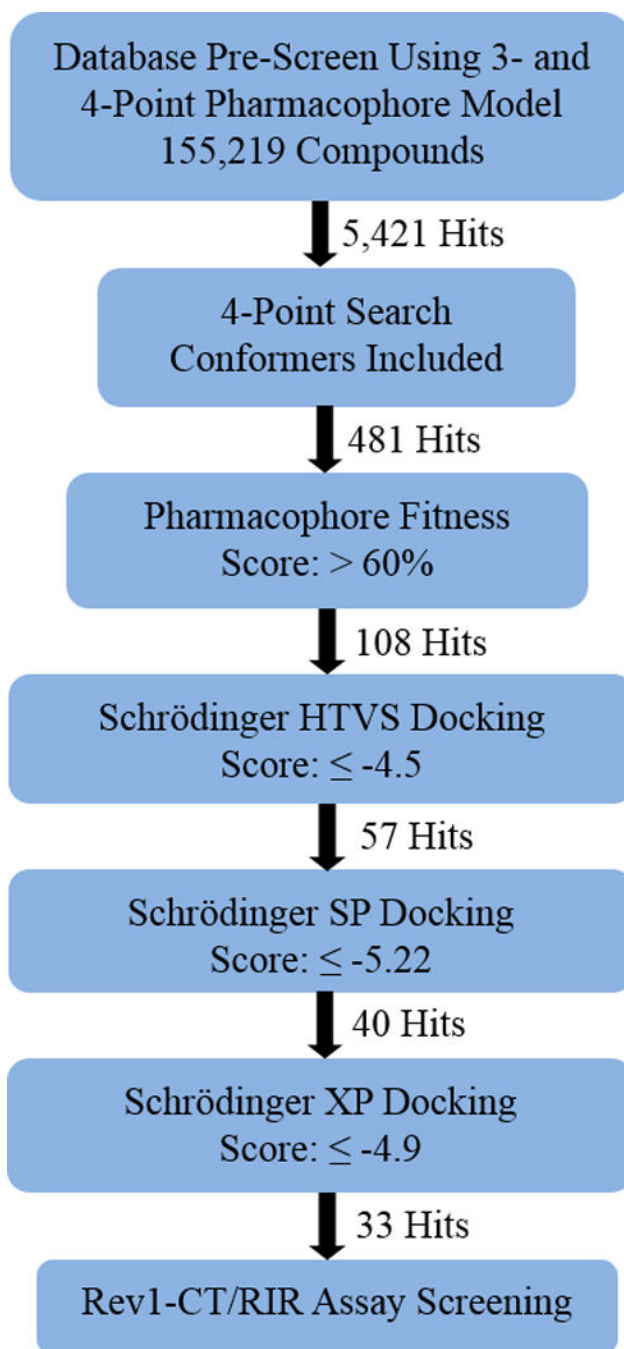 Database Pre-Screen Using 3- and
4-Point Pharmacophore Model
155,219 Compounds
5,421 Hits
4-Point Search
Conformers Included
481 Hits
Pharmacophore Fitness
Score: > 60%
108 Hits
Schrödinger HTVS Docking
Score: ≤ -4.5
57 Hits
Schrödinger SP Docking
Score: ≤ -5.22
40 Hits
Schrödinger XP Docking
Score: ≤ -4.9
33 Hits
Rev1-CT/RIR Assay Screening